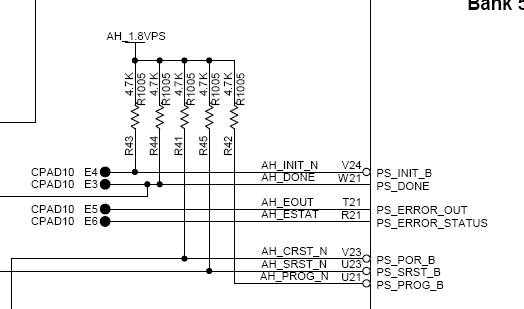 Bank 5
AH_1.8VPS
4.7K R1005 4.7K R1005 4.7K R1005 4.7K R1005 4.7K R1005
R43 R44 R41 R45 R42
CPAD10 E4 AH_INIT_N V24 PS_INIT_B
CPAD10 E3 AH_DONE W21 PS_DONE
CPAD10 E5 AH_EOUT T21 PS_ERROR_OUT
CPAD10 E6 AH_ESTAT R21 PS_ERROR_STATUS
AH_CRST_N V23 PS_POR_B
AH_SRST_N U23 PS_SRST_B
AH_PROG_N U21 PS_PROG_B